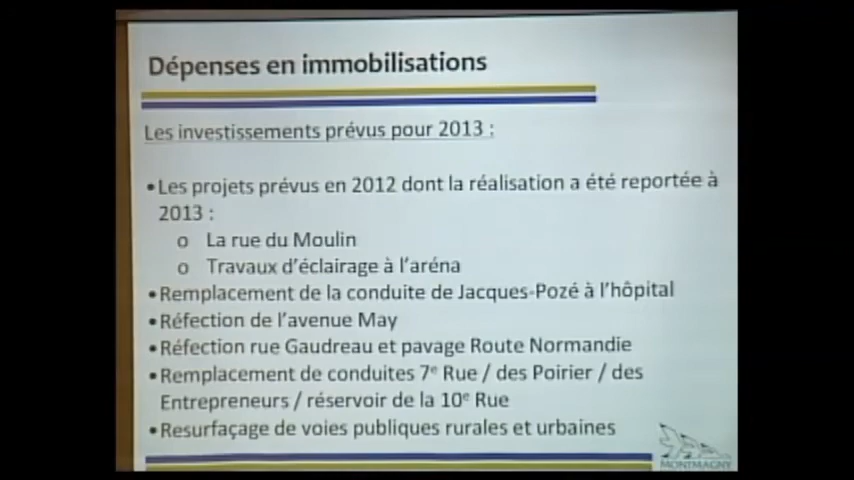 Dépenses en immobilisations
Les investissements prévus pour 2013 :
•Les projets prévus en 2012 dont la réalisation a été reportée à
2013 :
o La rue du Moulin
o Travaux d'éclairage à l'aréna
•Remplacement de la conduite de Jacques-Pozé à l'hôpital
•Réfection de l'avenue May
•Réfection rue Gaudreau et pavage Route Normandie
•Remplacement de conduites 7e Rue / des Poirier / des
Entrepreneurs / réservoir de la 10e Rue
•Resurfaçage de voies publiques rurales et urbaines
MONTMAGNY